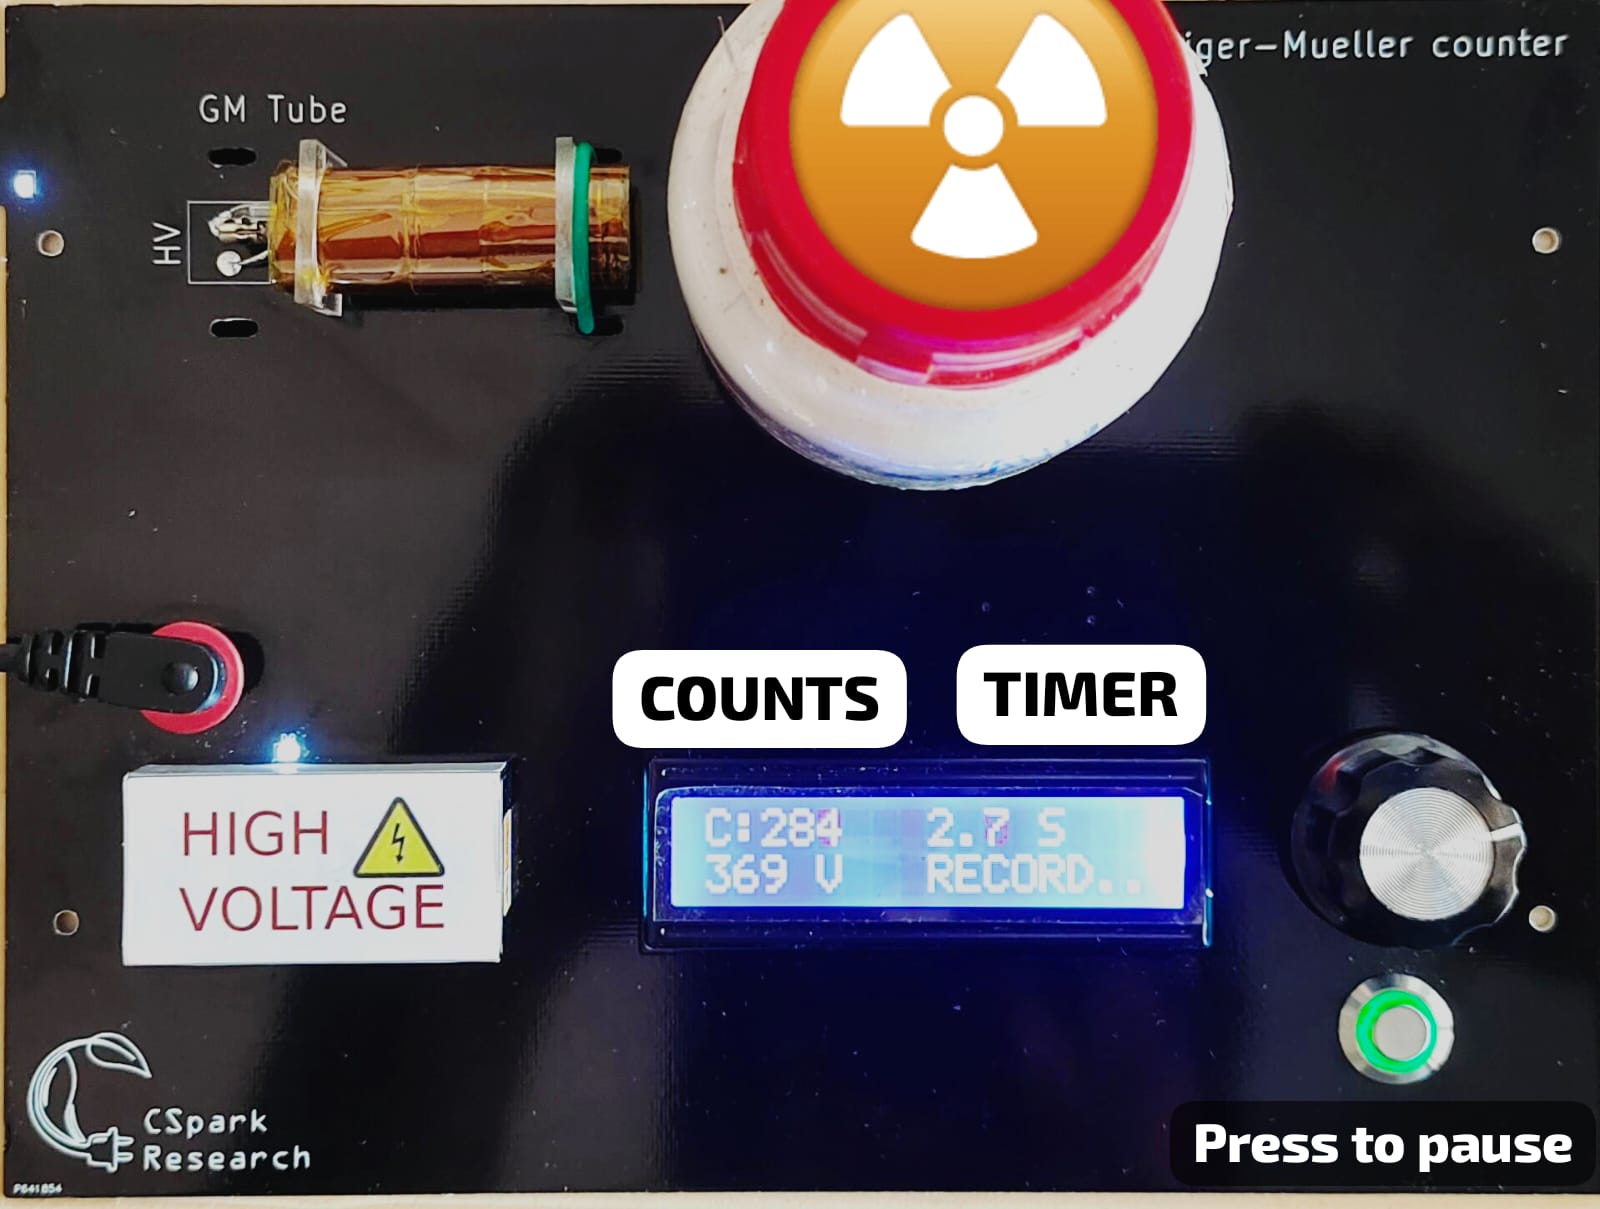 iger-Mueller counter
GM Tube
HV
COUNTS
TIMER
C:284 2.7 S
369 V RECORD..
HIGH
VOLTAGE
CSpark
Research
Press to pause
P641854